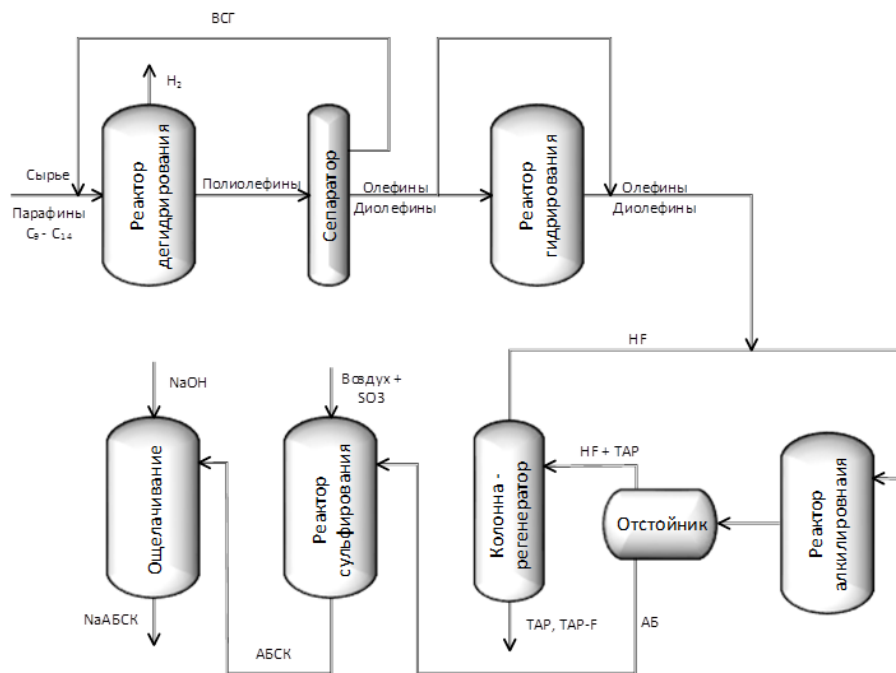 ВСГ
H₂
Сырье
Парафины
C₉ - C₁₄
Реактор
дегидрирования
Полиолефины
Сепаратор
Олефины
Диолефины
Реактор
гидрирования
Олефины
Диолефины
HF
NaOH
Воздух +
SO3
Ощелачивание
Реактор
сульфирования
Колонна -
регенератор
HF + ТАР
Отстойник
Реактор
алкилировнаия
NaАБСК
АБСК
ТАР, ТАР-F
АБ